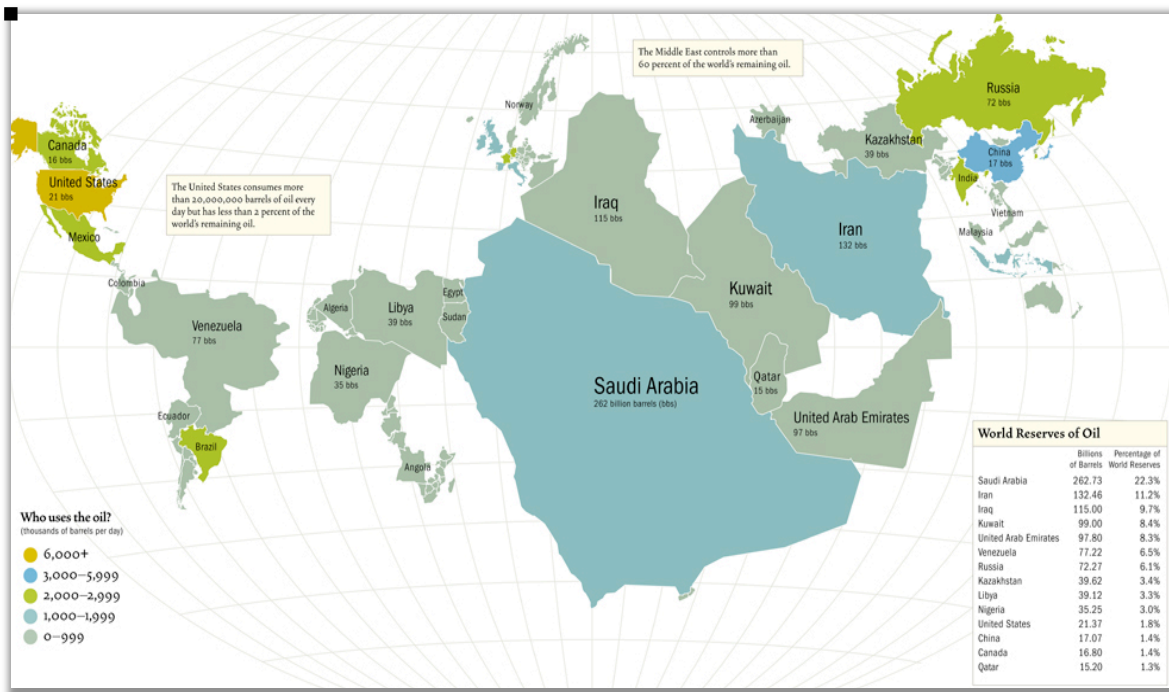 The Middle East controls more than
60 percent of the world's remaining oil.
Norway
Azerbaijan
Russia
72 bbs
Kazakhstan
39 bbs
China
17 bbs
India
Vietnam
Malaysia
Canada
16 bbs
United States
21 bbs
Mexico
The United States consumes more
than 20,000,000 barrels of oil every
day but has less than 2 percent of the
world's remaining oil.
Iraq
115 bbs
Iran
132 bbs
Kuwait
99 bbs
Colombia
Venezuela
77 bbs
Algeria
Libya
39 bbs
Egypt
Sudan
Nigeria
35 bbs
Saudi Arabia
262 billion barrels (bbs)
Qatar
15 bbs
United Arab Emirates
97 bbs
Ecuador
Brazil
Angola
Who uses the oil?
(thousands of barrels per day)
6,000+
3,000–5,999
2,000–2,999
1,000–1,999
0–999
World Reserves of Oil
Billions Percentage of
of Barrels World Reserves
Saudi Arabia 262.73 22.3%
Iran 132.46 11.2%
Iraq 115.00 9.7%
Kuwait 99.00 8.4%
United Arab Emirates 97.80 8.3%
Venezuela 77.22 6.5%
Russia 72.27 6.1%
Kazakhstan 39.62 3.4%
Libya 39.12 3.3%
Nigeria 35.25 3.0%
United States 21.37 1.8%
China 17.07 1.4%
Canada 16.80 1.4%
Qatar 15.20 1.3%